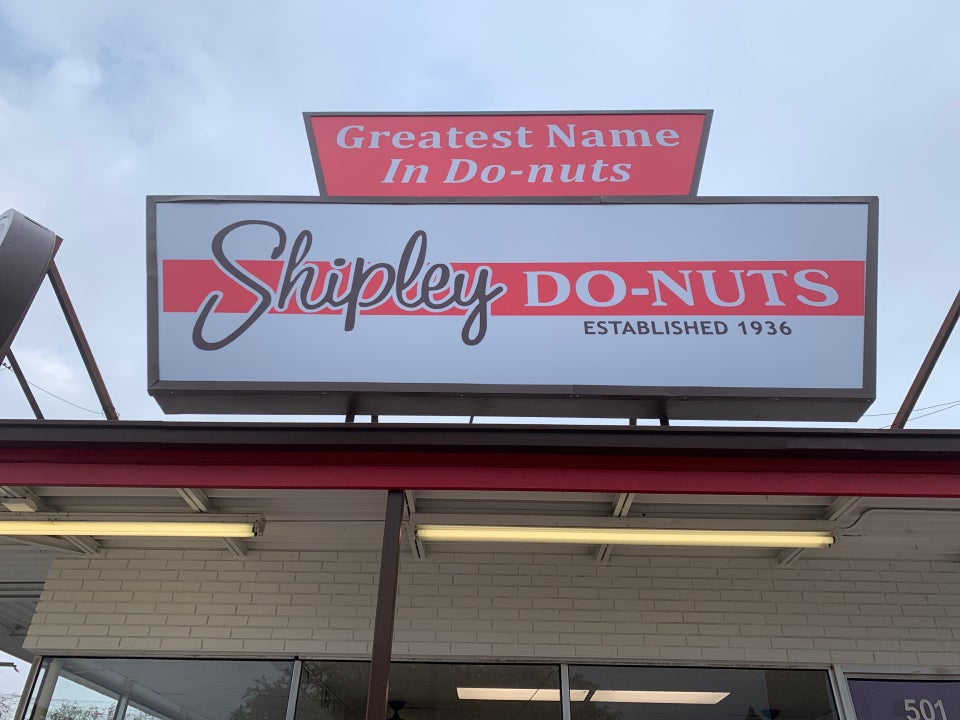 Greatest Name
In Do-nuts
Shipley DO-NUTS
ESTABLISHED 1936
501